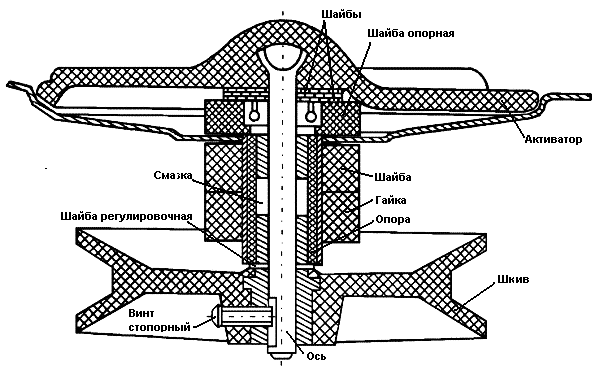 Шайбы
Шайба опорная
Активатор
Смазка
Шайба
Гайка
Шайба регулировочная
Опора
Шкив
Винт
стопорный
Ось